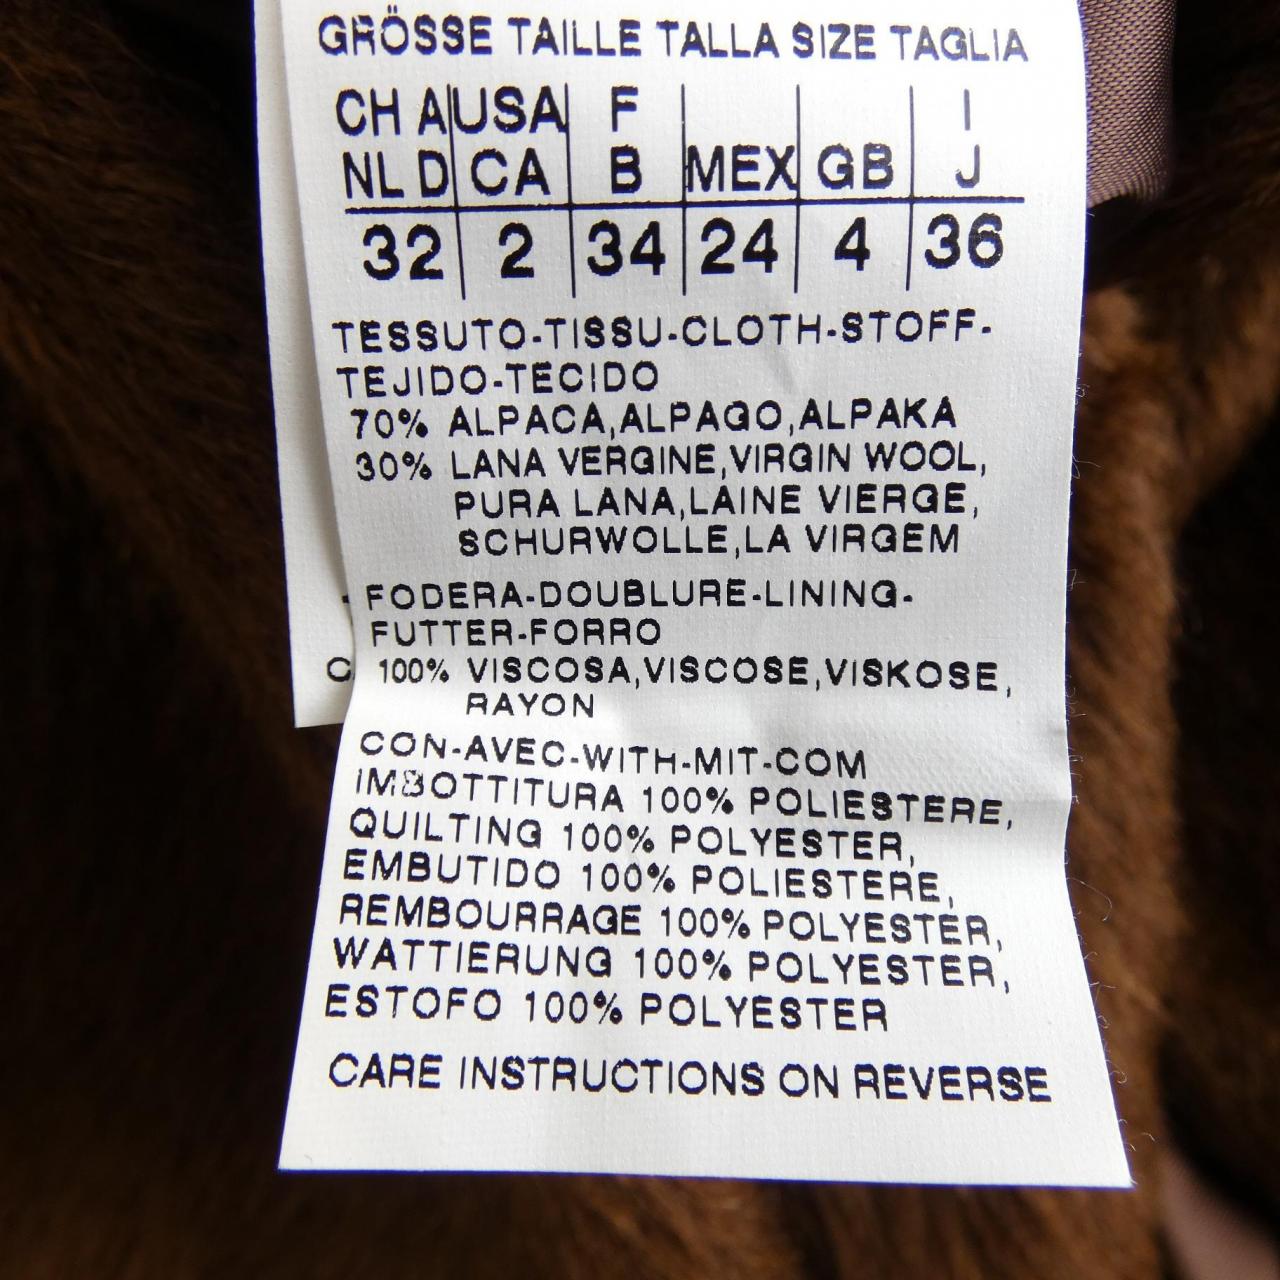 GRÖSSE TAILLE TALLA SIZE TAGLIA
CH A USA F I
NL D CA B MEX GB J
32 2 34 24 4 36
TESSUTO-TISSU-CLOTH-STOFF-
TEJIDO-TECIDO
70% ALPACA,ALPAGO,ALPAKA
30% LANA VERGINE,VIRGIN WOOL,
PURA LANA,LAINE VIERGE,
SCHURWOLLE,LA VIRGEM
FODERA-DOUBLURE-LINING-
FUTTER-FORRO
100% VISCOSA,VISCOSE,VISKOSE,
RAYON
CON-AVEC-WITH-MIT-COM
IMBOTTITURA 100% POLIESTERE,
QUILTING 100% POLYESTER,
EMBUTIDO 100% POLIESTERE,
REMBOURRAGE 100% POLYESTER,
WATTIERUNG 100% POLYESTER,
ESTOFO 100% POLYESTER
CARE INSTRUCTIONS ON REVERSE